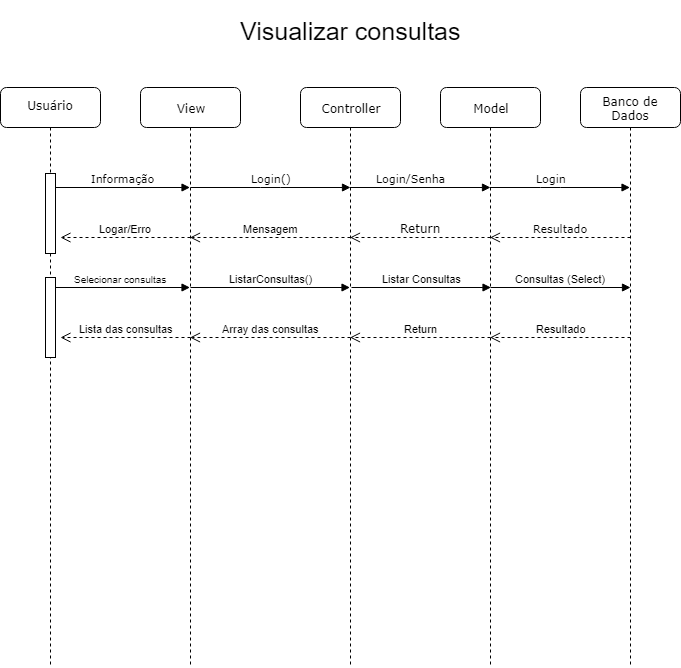 Visualizar consultas
Usuário
View
Controller
Model
Banco de
Dados
Informação
Login()
Login/Senha
Login
Logar/Erro
Mensagem
Return
Resultado
Selecionar consultas
ListarConsultas()
Listar Consultas
Consultas (Select)
Lista das consultas
Array das consultas
Return
Resultado